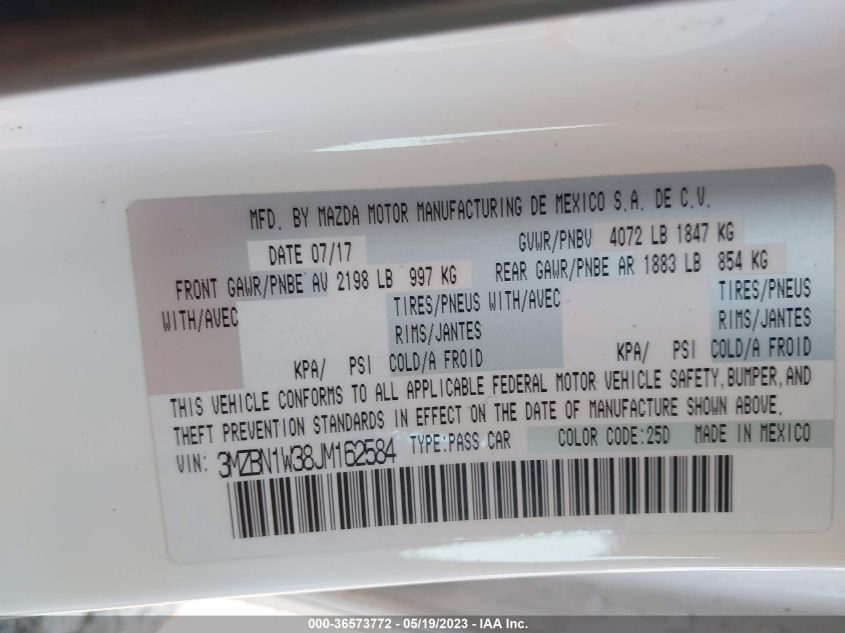 MFD. BY MAZDA MOTOR MANUFACTURING DE MEXICO S.A. DE C.V.
DATE 07/17 GVWR/PNBV 4072 LB 1847 KG
FRONT GAWR/PNBE AV 2198 LB 997 KG REAR GAWR/PNBE AR 1883 LB 854 KG
WITH/AVEC TIRES/PNEUS WITH/AVEC TIRES/PNEUS
RIMS/JANTES RIMS/JANTES
KPA/ PSI COLD/A FROID KPA/ PSI COLD/A FROID
THIS VEHICLE CONFORMS TO ALL APPLICABLE FEDERAL MOTOR VEHICLE SAFETY, BUMPER, AND
THEFT PREVENTION STANDARDS IN EFFECT ON THE DATE OF MANUFACTURE SHOWN ABOVE.
VIN: 3MZBN1W38JM162584 TYPE:PASS CAR COLOR CODE:25D MADE IN MEXICO
000-36573772 - 05/19/2023 - IAA Inc.